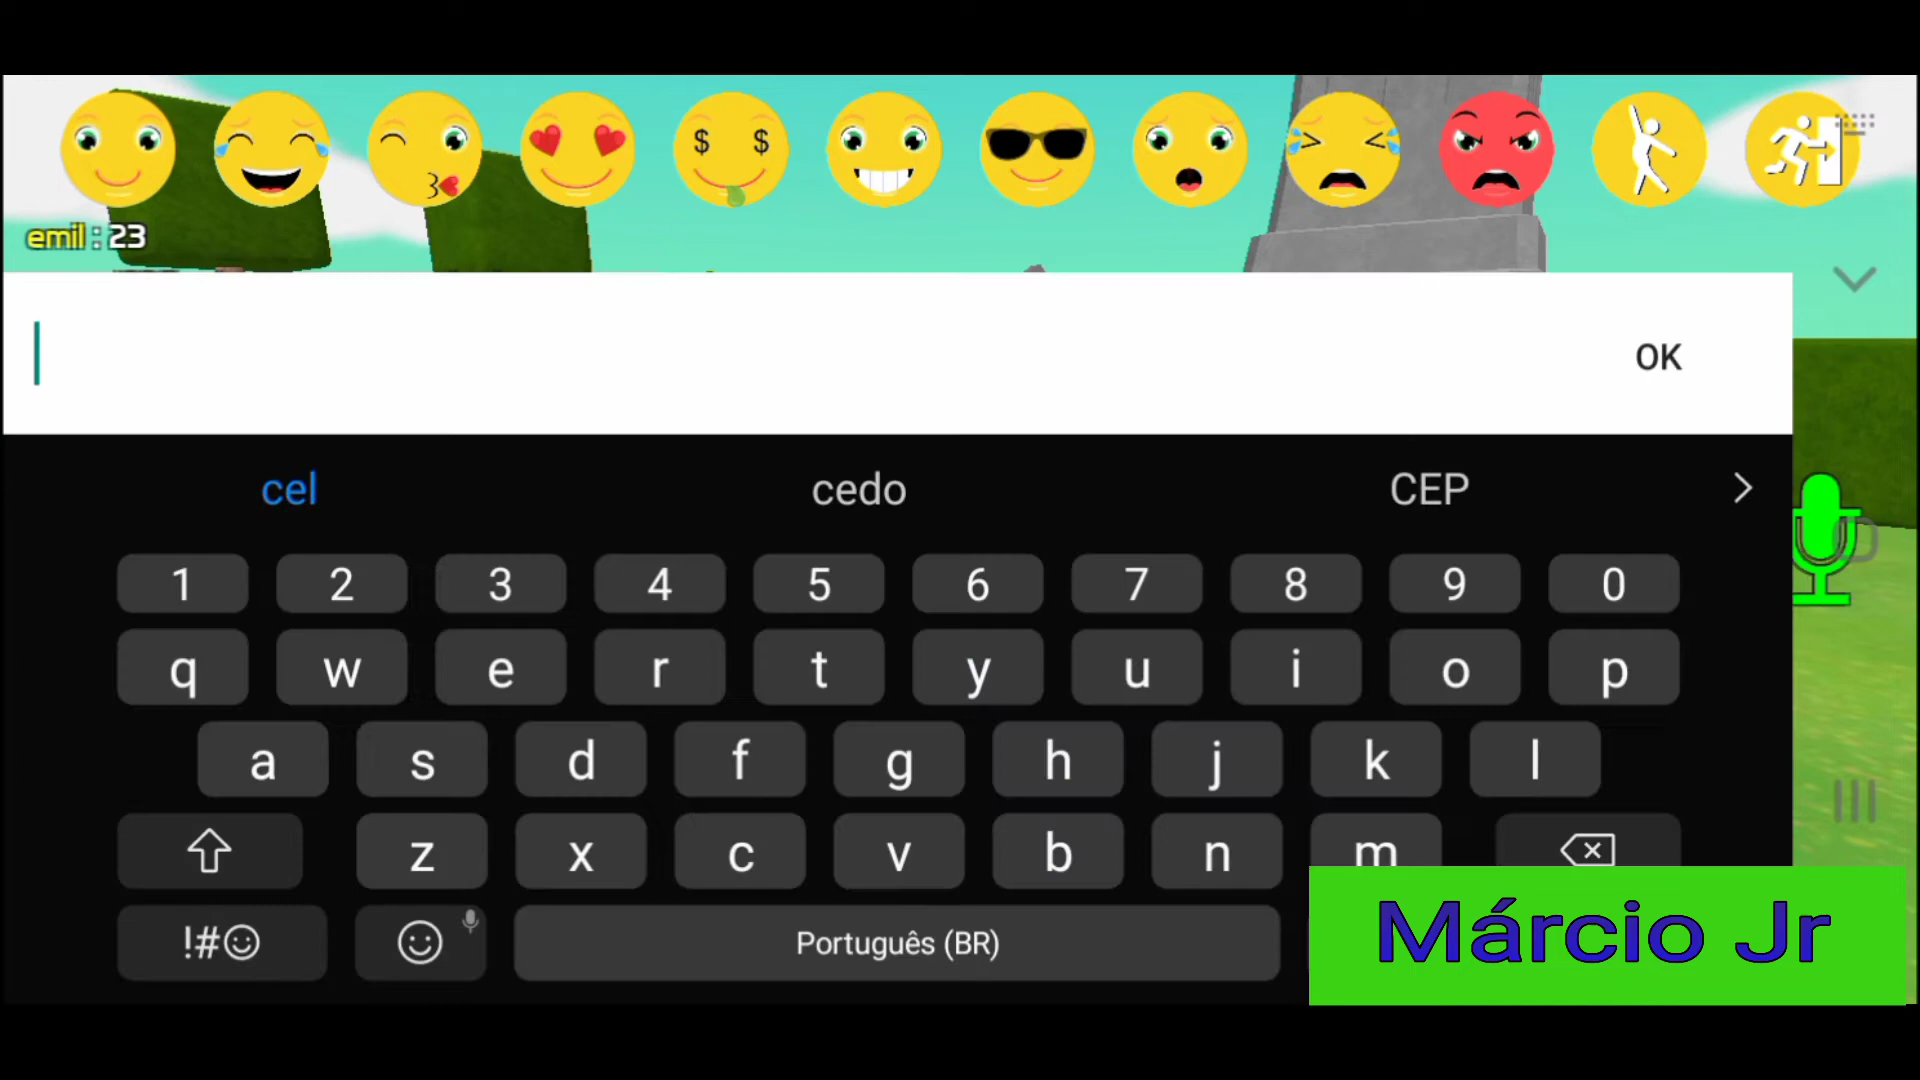 $ $
emil : 23
OK
cel cedo CEP
1 2 3 4 5 6 7 8 9 0
q w e r t y u i o p
a s d f g h j k l
z x c v b n m
!#☺ Português (BR)
Márcio Jr